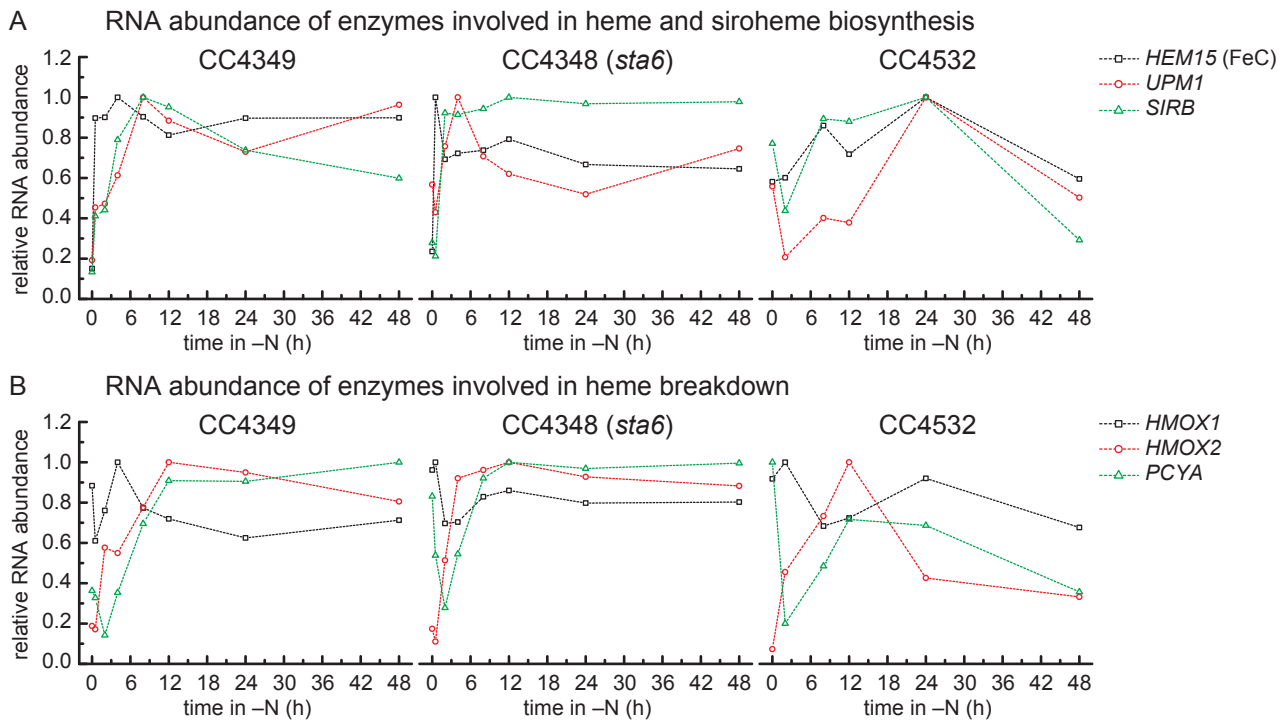 A RNA abundance of enzymes involved in heme and siroheme biosynthesis
CC4349 CC4348 (sta6) CC4532
HEM15 (FeC)
UPM1
SIRB
relative RNA abundance
1.2
1.0
0.8
0.6
0.4
0.2
0.0
0 6 12 18 24 30 36 42 48 0 6 12 18 24 30 36 42 48 0 6 12 18 24 30 36 42 48
time in –N (h) time in –N (h) time in –N (h)
B RNA abundance of enzymes involved in heme breakdown
CC4349 CC4348 (sta6) CC4532
HMOX1
HMOX2
PCYA
relative RNA abundance
1.2
1.0
0.8
0.6
0.4
0.2
0.0
0 6 12 18 24 30 36 42 48 0 6 12 18 24 30 36 42 48 0 6 12 18 24 30 36 42 48
time in –N (h) time in –N (h) time in –N (h)